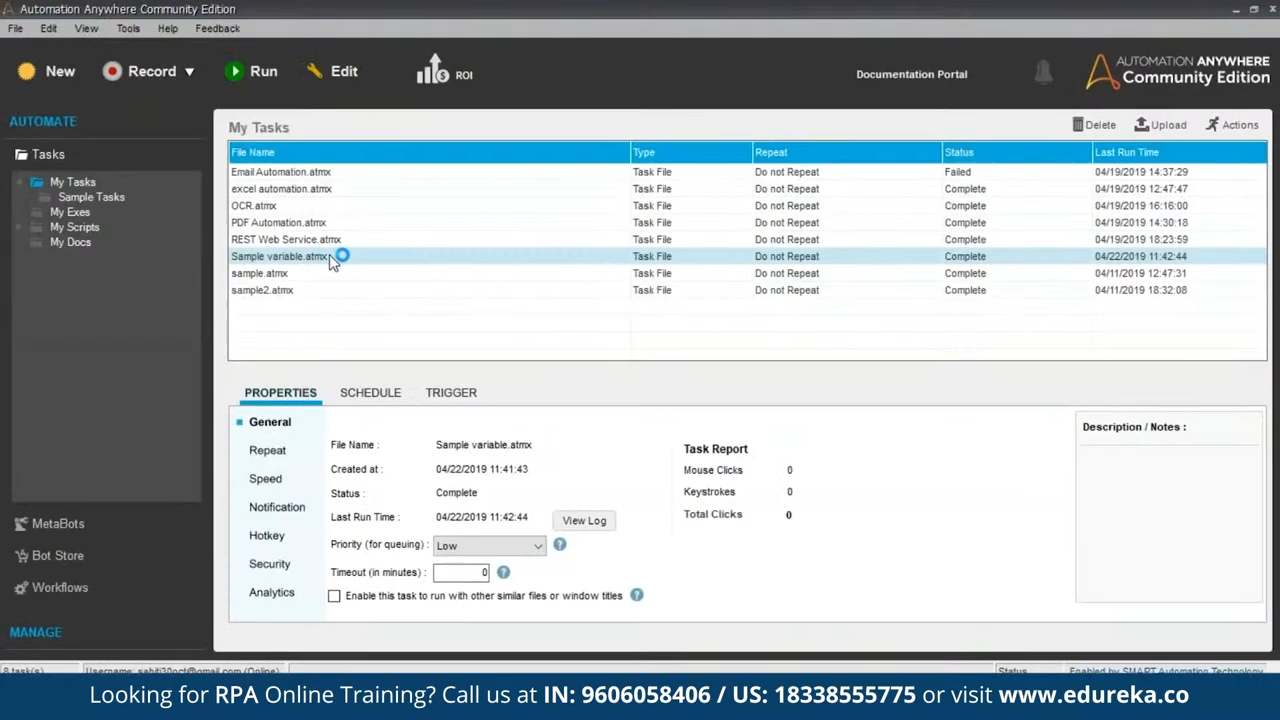 Automation Anywhere Community Edition
File Edit View Tools Help Feedback
New Record Run Edit ROI Documentation Portal AUTOMATION ANYWHERE Community Edition
AUTOMATE
Tasks
My Tasks
Sample Tasks
My Exes
My Scripts
My Docs
MetaBots
Bot Store
Workflows
MANAGE
My Tasks Delete Upload Actions
File Name Type Repeat Status Last Run Time
Email Automation.atmx Task File Do not Repeat Failed 04/19/2019 14:37:29
excel automation.atmx Task File Do not Repeat Complete 04/19/2019 12:47:47
OCR.atmx Task File Do not Repeat Complete 04/19/2019 16:16:00
PDF Automation.atmx Task File Do not Repeat Complete 04/19/2019 14:30:18
REST Web Service.atmx Task File Do not Repeat Complete 04/19/2019 18:23:59
Sample variable.atmx Task File Do not Repeat Complete 04/22/2019 11:42:44
sample.atmx Task File Do not Repeat Complete 04/11/2019 12:47:31
sample2.atmx Task File Do not Repeat Complete 04/11/2019 18:32:08
PROPERTIES SCHEDULE TRIGGER
General
Repeat
Speed
Notification
Hotkey
Security
Analytics
File Name : Sample variable.atmx
Created at : 04/22/2019 11:41:43
Status : Complete
Last Run Time : 04/22/2019 11:42:44 View Log
Priority (for queuing) : Low ?
Timeout (in minutes) : 0 ?
Enable this task to run with other similar files or window titles ?
Task Report
Mouse Clicks 0
Keystrokes 0
Total Clicks 0
Description / Notes :
8 task(s) Username: sahiti30oct@gmail.com (Online) Status Enabled by SMART Automation Technology
Looking for RPA Online Training? Call us at IN: 9606058406 / US: 18338555775 or visit www.edureka.co